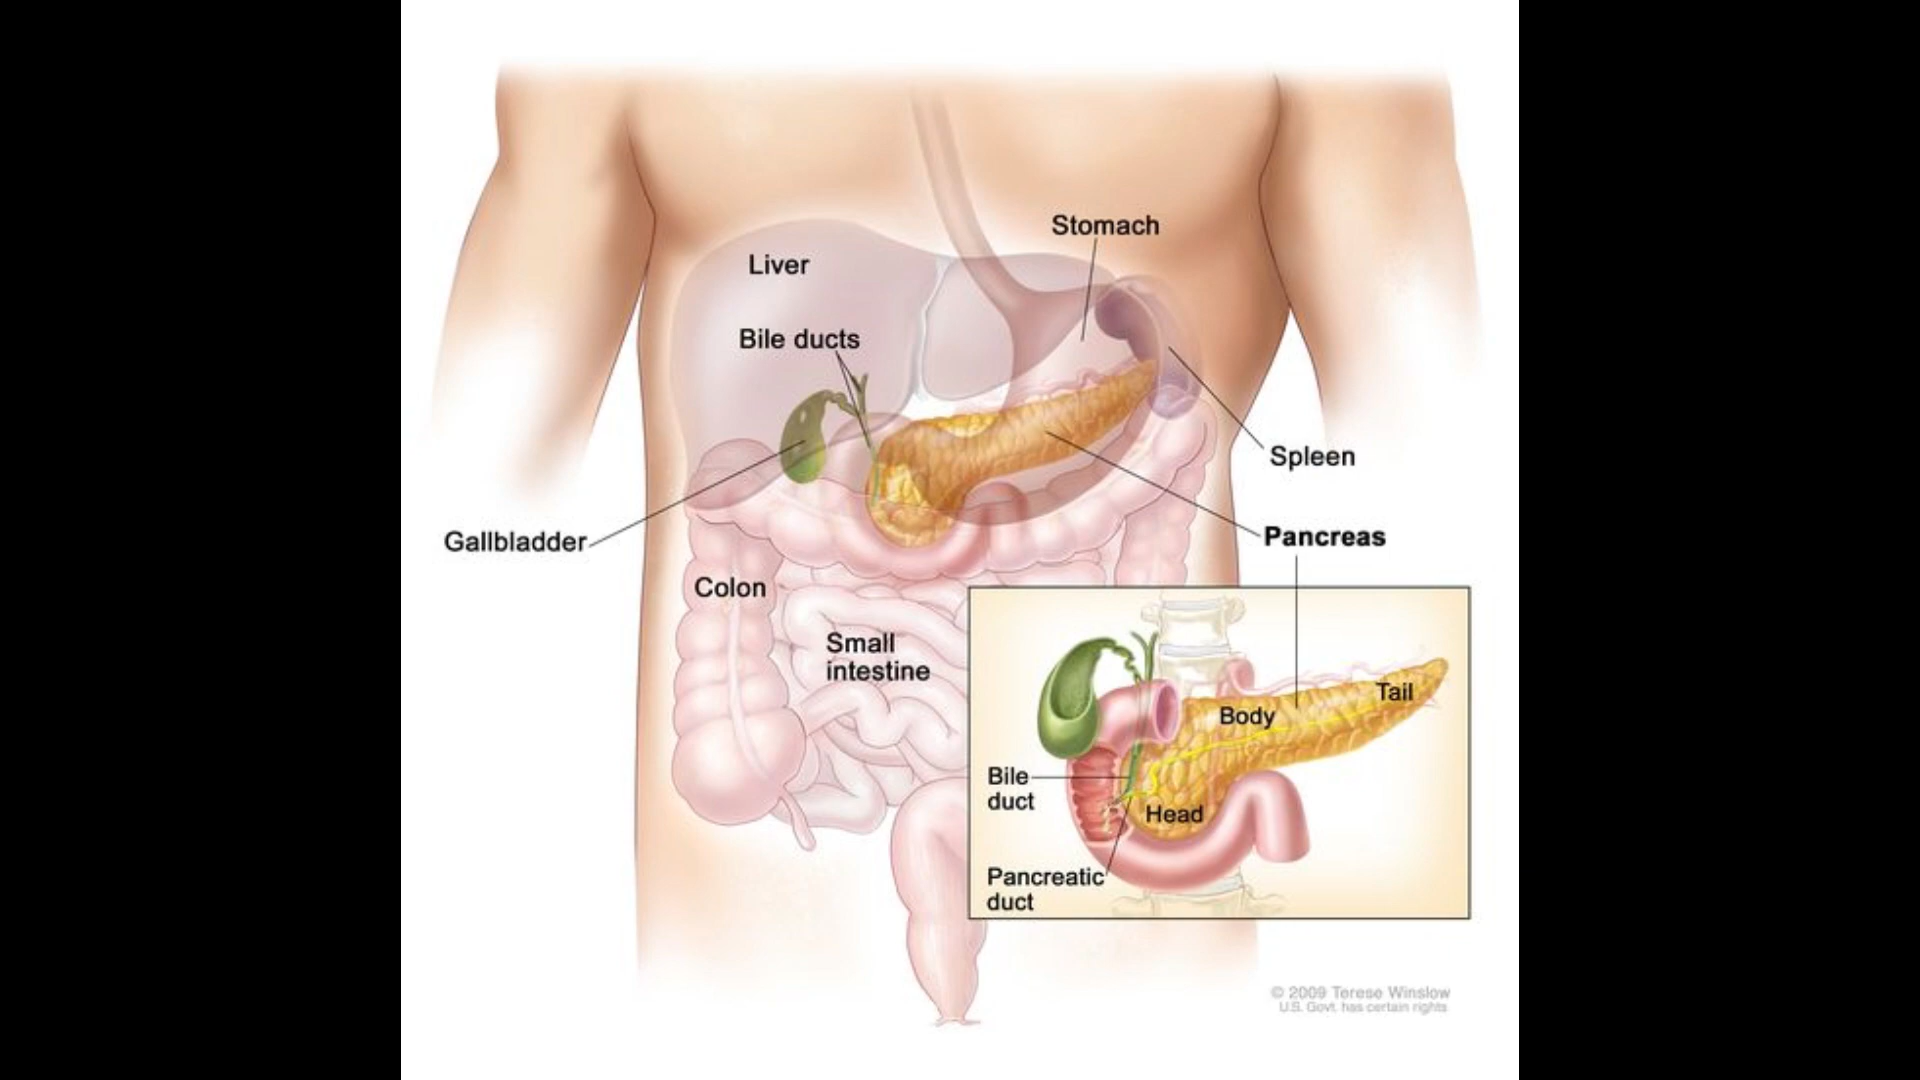 Stomach
Liver
Bile ducts
Spleen
Gallbladder
Pancreas
Colon
Small
intestine
Tail
Body
Bile
duct
Head
Pancreatic
duct
© 2009 Terese Winslow
U.S. Govt. has certain rights